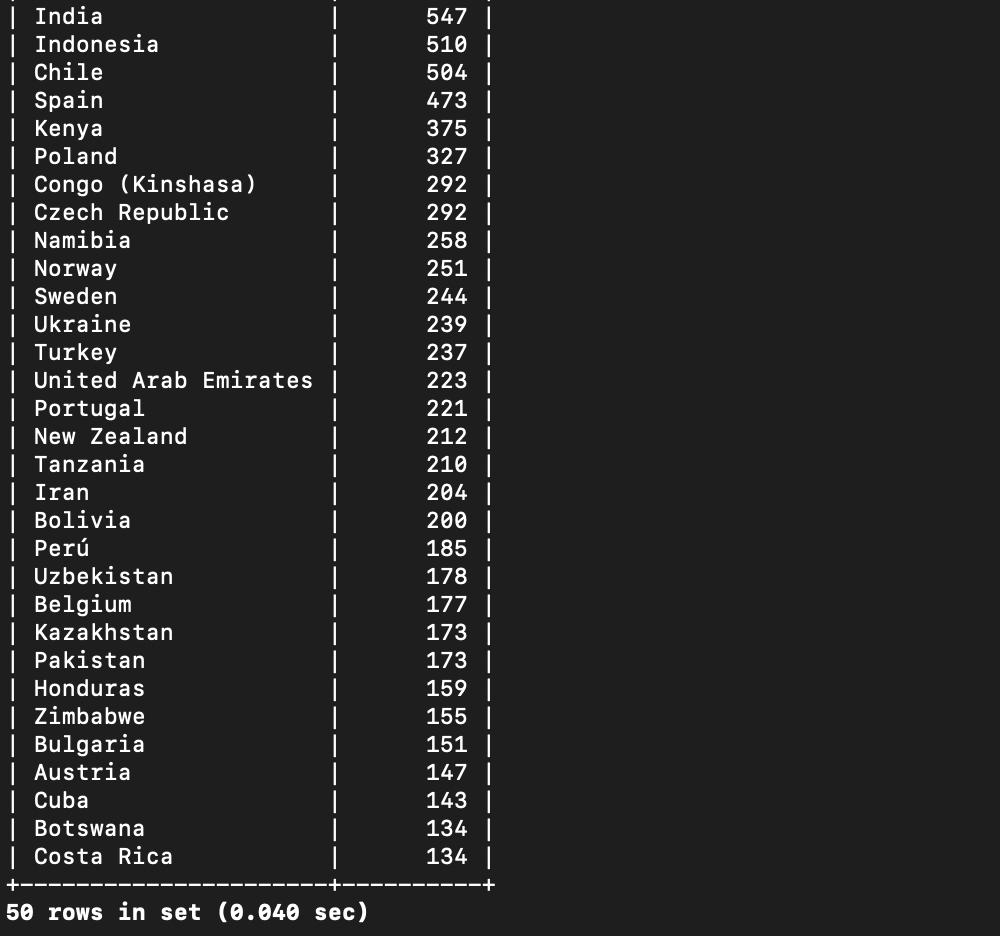 | India                |      547 |
| Indonesia            |      510 |
| Chile                |      504 |
| Spain                |      473 |
| Kenya                |      375 |
| Poland               |      327 |
| Congo (Kinshasa)     |      292 |
| Czech Republic       |      292 |
| Namibia              |      258 |
| Norway               |      251 |
| Sweden               |      244 |
| Ukraine              |      239 |
| Turkey               |      237 |
| United Arab Emirates |      223 |
| Portugal             |      221 |
| New Zealand          |      212 |
| Tanzania             |      210 |
| Iran                 |      204 |
| Bolivia              |      200 |
| Perú                 |      185 |
| Uzbekistan           |      178 |
| Belgium              |      177 |
| Kazakhstan           |      173 |
| Pakistan             |      173 |
| Honduras             |      159 |
| Zimbabwe             |      155 |
| Bulgaria             |      151 |
| Austria              |      147 |
| Cuba                 |      143 |
| Botswana             |      134 |
| Costa Rica           |      134 |
+----------------------+----------+
50 rows in set (0.040 sec)